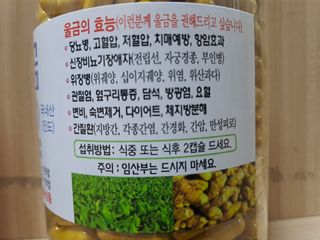 울금의 효능(이런분께 울금을 권해드리고 싶습니다)
• 당뇨병, 고혈압, 저혈압, 치매예방, 항암효과
• 신장비뇨기장애자(전립선, 자궁경종, 부인병)
• 위장병(위궤양, 십이지궤양, 위염, 위산과다)
• 관절염, 옆구리통증, 담석, 방광염, 요혈
• 변비, 숙변제거, 다이어트, 체지방분해
• 간질환(지방간, 각종간염, 간경화, 간암, 만성피로)
섭취방법: 식중 또는 식후 2캡슐 드세요.
주의 : 임산부는 드시지 마세요.